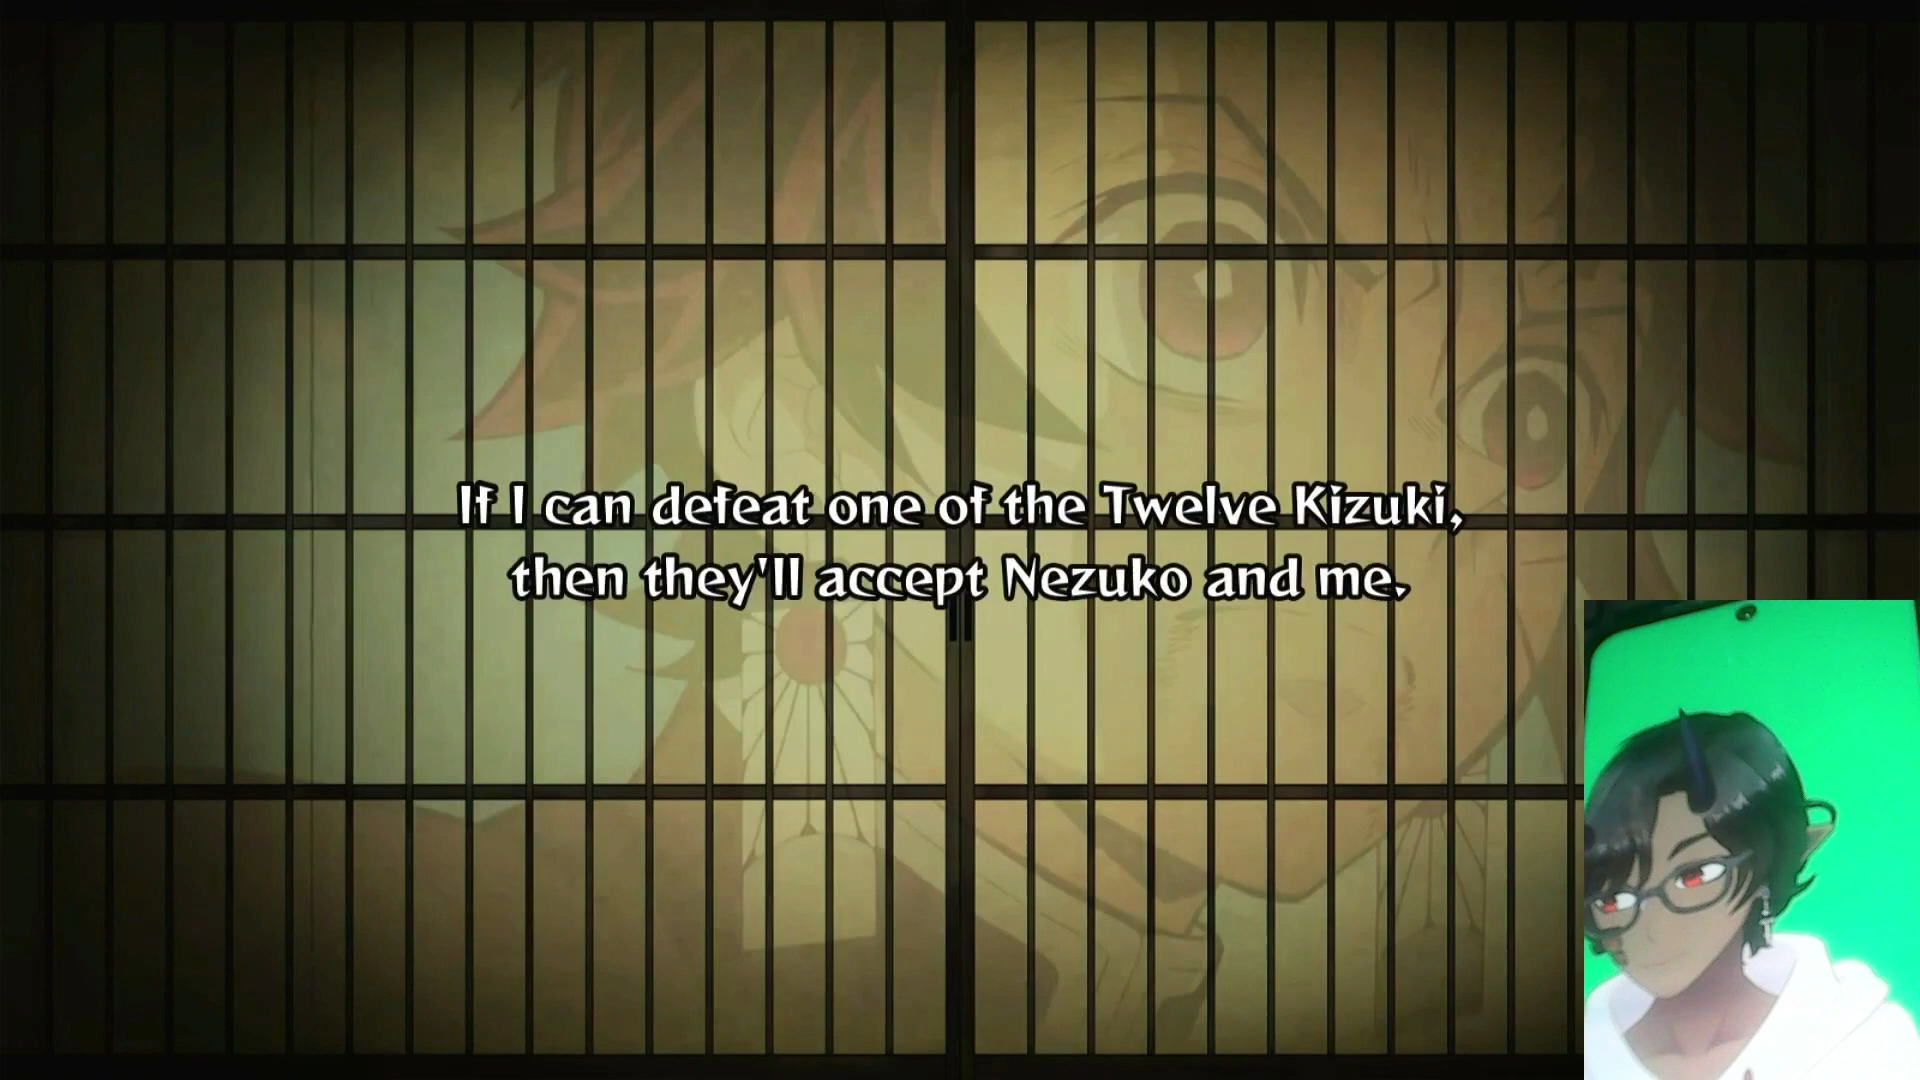 If I can defeat one of the Twelve Kizuki,
then they'll accept Nezuko and me.